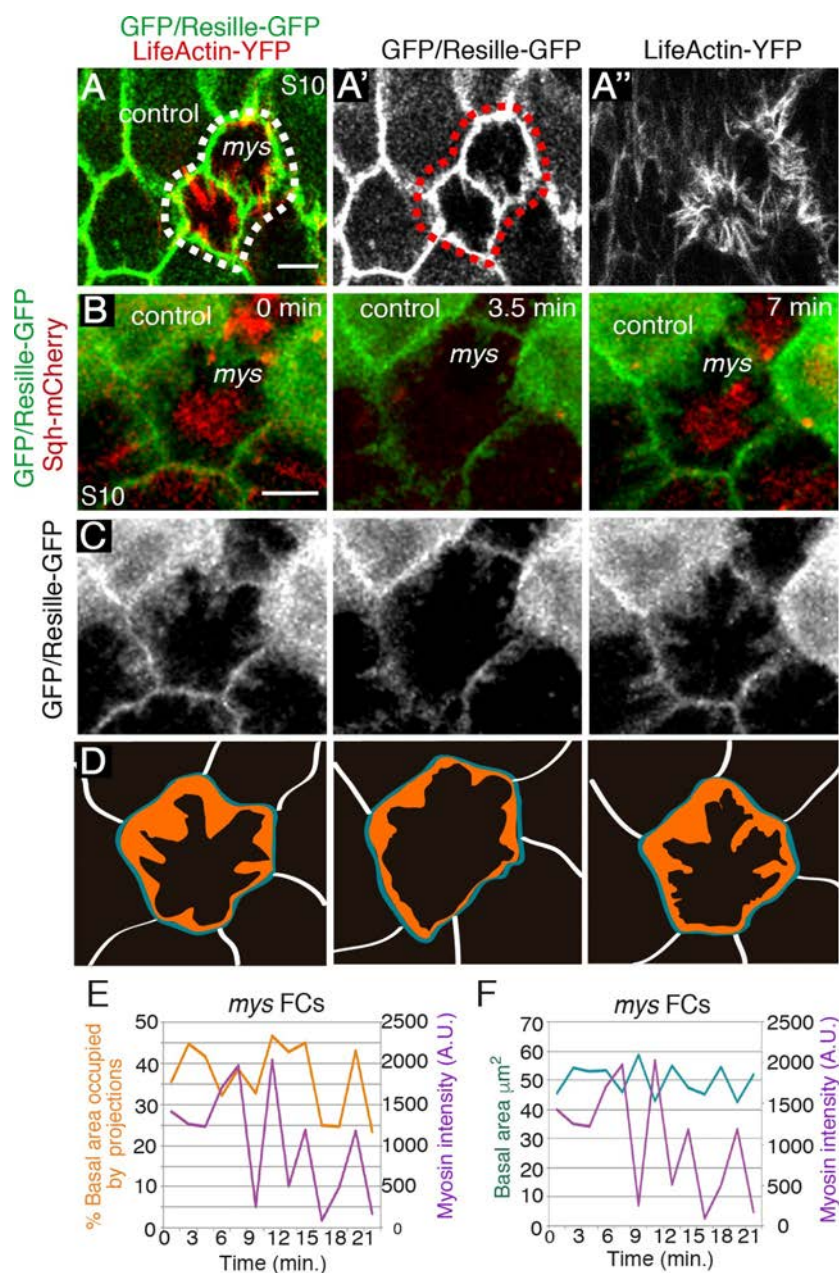 GFP/Resille-GFP
LifeActin-YFP
GFP/Resille-GFP
LifeActin-YFP
A
S10
control
mys
A'
A''
GFP/Resille-GFP
Sqh-mCherry
B
control
0 min
mys
S10
3.5 min
mys
control
7 min
mys
GFP/Resille-GFP
C
D
E
mys FCs
% Basal area occupied
by projections
50
40
30
20
10
0
2500
2000
1500
1000
500
0
Myosin intensity (A.U.)
0 3 6 9 12 15 18 21
Time (min.)
F
mys FCs
Basal area µm²
70
60
50
40
30
20
10
0
2500
2000
1500
1000
500
0
Myosin intensity (A.U.)
0 3 6 9 12 15 18 21
Time (min.)